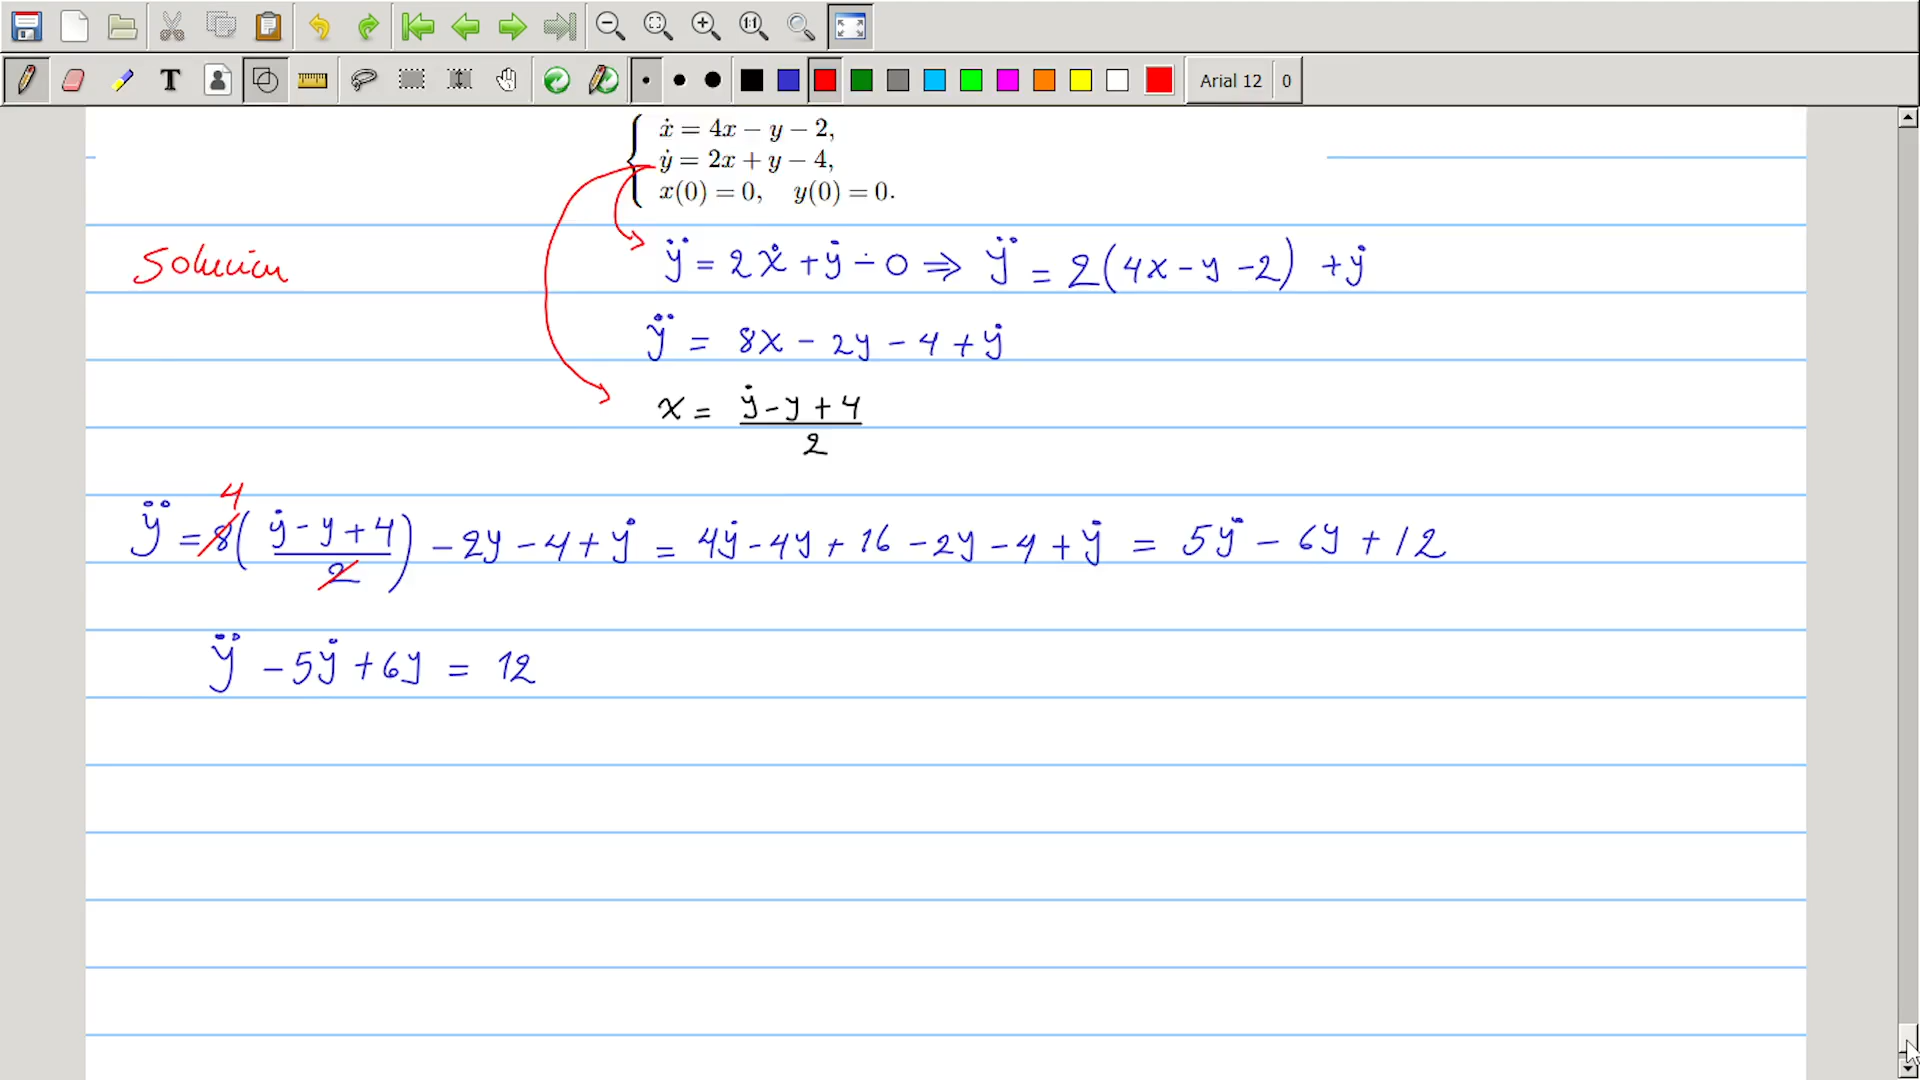 T Arial 12 0
ẋ = 4x − y − 2,
ẏ = 2x + y − 4,
x(0) = 0, y(0) = 0.
Solucion
ÿ = 2ẋ + ẏ − 0 ⇒ ÿ = 2(4x − y − 2) + ẏ
ÿ = 8x − 2y − 4 + ẏ
x = (ẏ − y + 4)/2
4
ÿ = 8((ẏ − y + 4)/2) − 2y − 4 + ẏ = 4ẏ − 4y + 16 − 2y − 4 + ẏ = 5ẏ − 6y + 12
ÿ − 5ẏ + 6y = 12